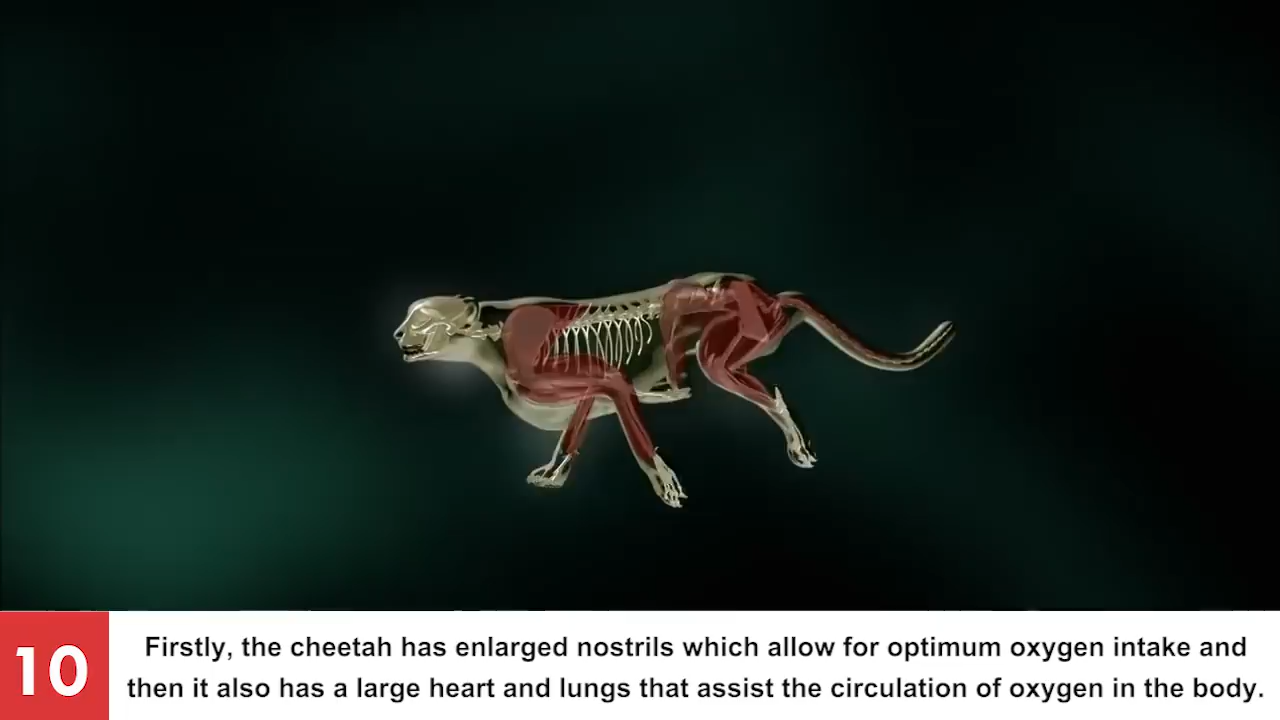 10
Firstly, the cheetah has enlarged nostrils which allow for optimum oxygen intake and
then it also has a large heart and lungs that assist the circulation of oxygen in the body.